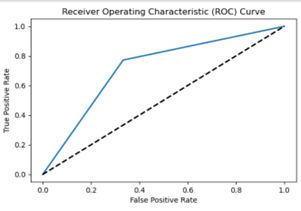 Receiver Operating Characteristic (ROC) Curve
1.0
0.8
0.6
0.4
0.2
0.0
True Positive Rate
0.0 0.2 0.4 0.6 0.8 1.0
False Positive Rate